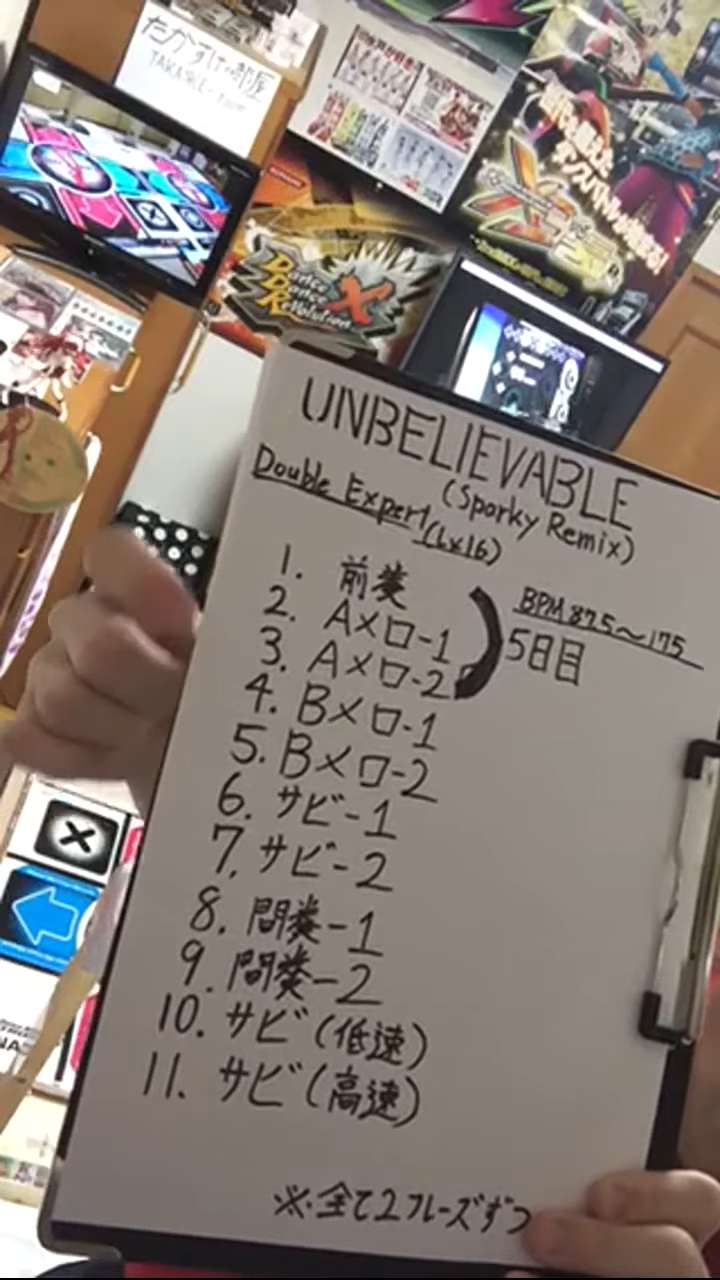 たかすけの部屋
TAKASKE-room
KONAMI
Dance
Dance
Revolution X
UNBELIEVABLE
(Sporky Remix)
Double Expert
(Lv16)
BPM 87.5～175
1. 前奏
2. Aメロ-1
3. Aメロ-2
5日目
4. Bメロ-1
5. Bメロ-2
6. サビ-1
7. サビ-2
8. 間奏-1
9. 間奏-2
10. サビ(低速)
11. サビ(高速)
※全て2フレーズずつ